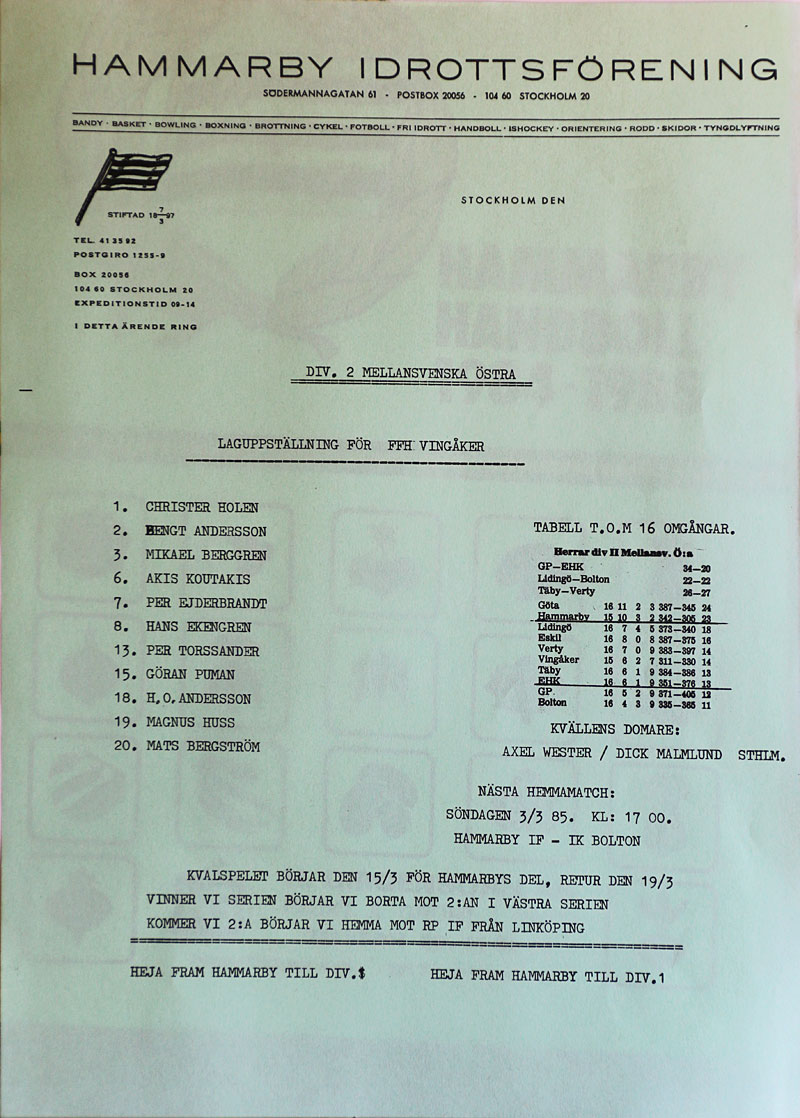 HAMMARBY IDROTTSFÖRENING
SÖDERMANNAGATAN 61 - POSTBOX 20056 - 104 60 STOCKHOLM 20
BANDY · BASKET · BOWLING · BOXNING · BROTTNING · CYKEL · FOTBOLL · FRI IDROTT · HANDBOLL · ISHOCKEY · ORIENTERING · RODD · SKIDOR · TYNGDLYFTNING
STIFTAD 18 7/3 97
STOCKHOLM DEN
TEL. 41 35 92
POSTGIRO 1255-9
BOX 20056
104 60 STOCKHOLM 20
EXPEDITIONSTID 09-14
I DETTA ÄRENDE RING
DIV. 2 MELLANSVENSKA ÖSTRA
LAGUPPSTÄLLNING FÖR FFH VINGÅKER
1. CHRISTER HOLEN
2. BENGT ANDERSSON
3. MIKAEL BERGGREN
6. AKIS KOUTAKIS
7. PER EJDERBRANDT
8. HANS EKENGREN
13. PER TORSSANDER
15. GÖRAN PUMAN
18. H.O. ANDERSSON
19. MAGNUS HUSS
20. MATS BERGSTRÖM
TABELL T.O.M 16 OMGÅNGAR.
Herrar div II Mellansv. Ö:a
GP–EHK 34–20
Lidingö–Bolton 22–22
Täby–Verty 26–27
Göta 16 11 2 3 387–345 24
Hammarby 15 10 3 2 342–305 23
Lidingö 16 7 4 5 373–340 18
Eskil 16 8 0 8 387–375 16
Verty 16 7 0 9 383–397 14
Vingåker 15 6 2 7 311–330 14
Täby 16 6 1 9 384–386 13
EHK 16 6 1 9 351–376 13
GP 16 5 2 9 371–405 12
Bolton 16 4 3 9 335–365 11
KVÄLLENS DOMARE:
AXEL WESTER / DICK MALMLUND STHLM.
NÄSTA HEMMAMATCH:
SÖNDAGEN 3/3 85. KL: 17 00.
HAMMARBY IF - IK BOLTON
KVALSPELET BÖRJAR DEN 15/3 FÖR HAMMARBYS DEL, RETUR DEN 19/3
VINNER VI SERIEN BÖRJAR VI BORTA MOT 2:AN I VÄSTRA SERIEN
KOMMER VI 2:A BÖRJAR VI HEMMA MOT RP IF FRÅN LINKÖPING
HEJA FRAM HAMMARBY TILL DIV.1 HEJA FRAM HAMMARBY TILL DIV.1